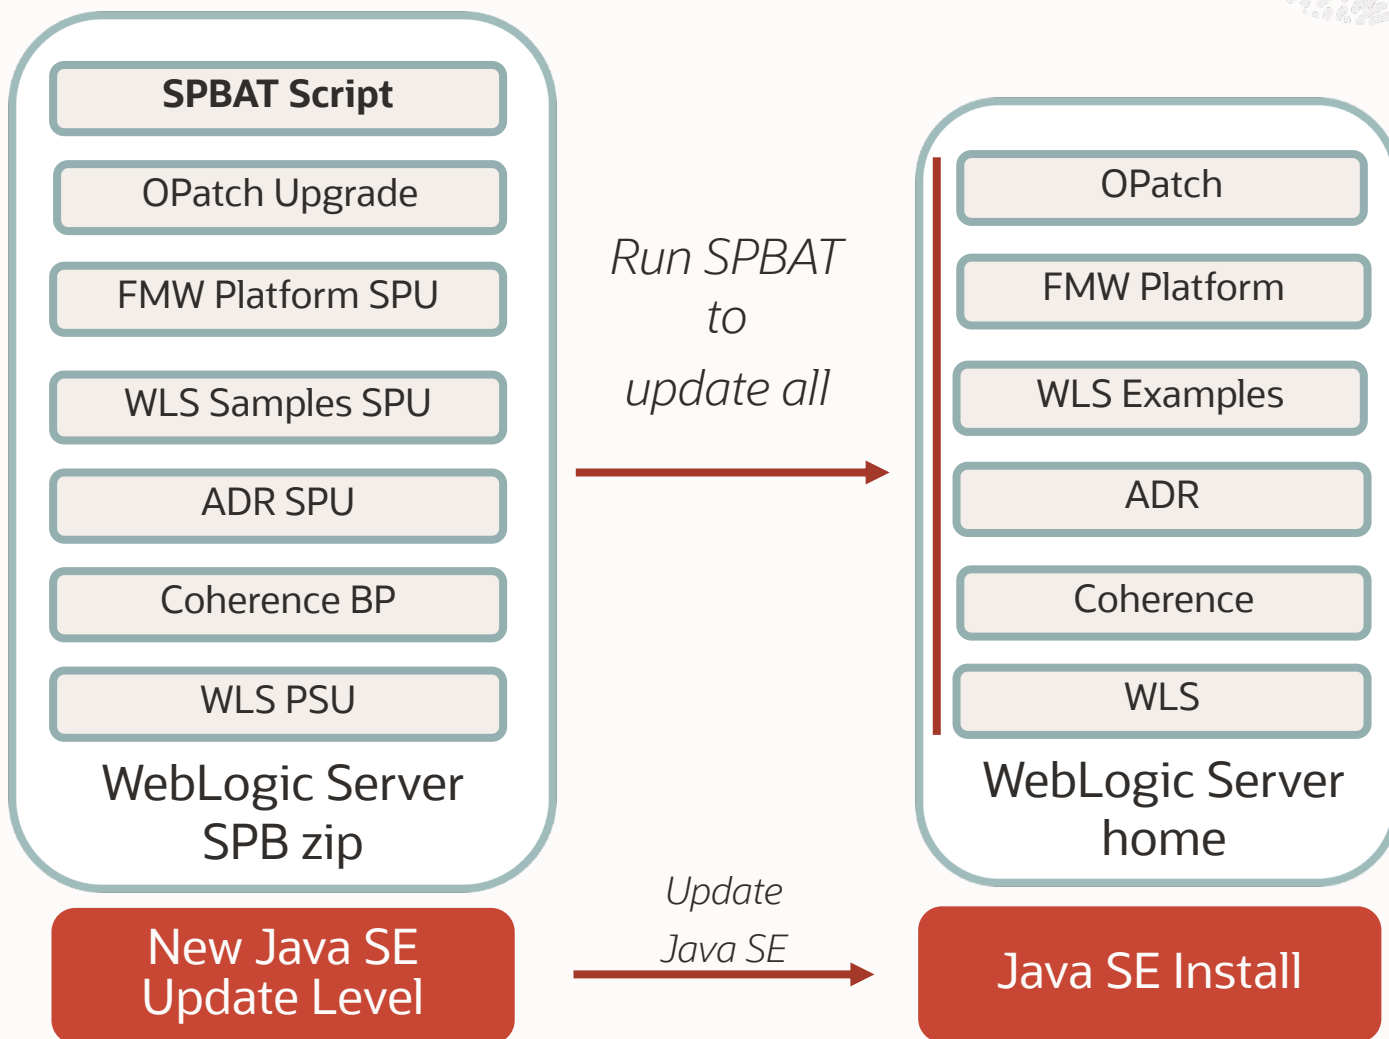 SPBAT Script
OPatch Upgrade
FMW Platform SPU
WLS Samples SPU
ADR SPU
Coherence BP
WLS PSU
WebLogic Server
SPB zip
New Java SE
Update Level
Run SPBAT
to
update all
Update
Java SE
OPatch
FMW Platform
WLS Examples
ADR
Coherence
WLS
WebLogic Server
home
Java SE Install